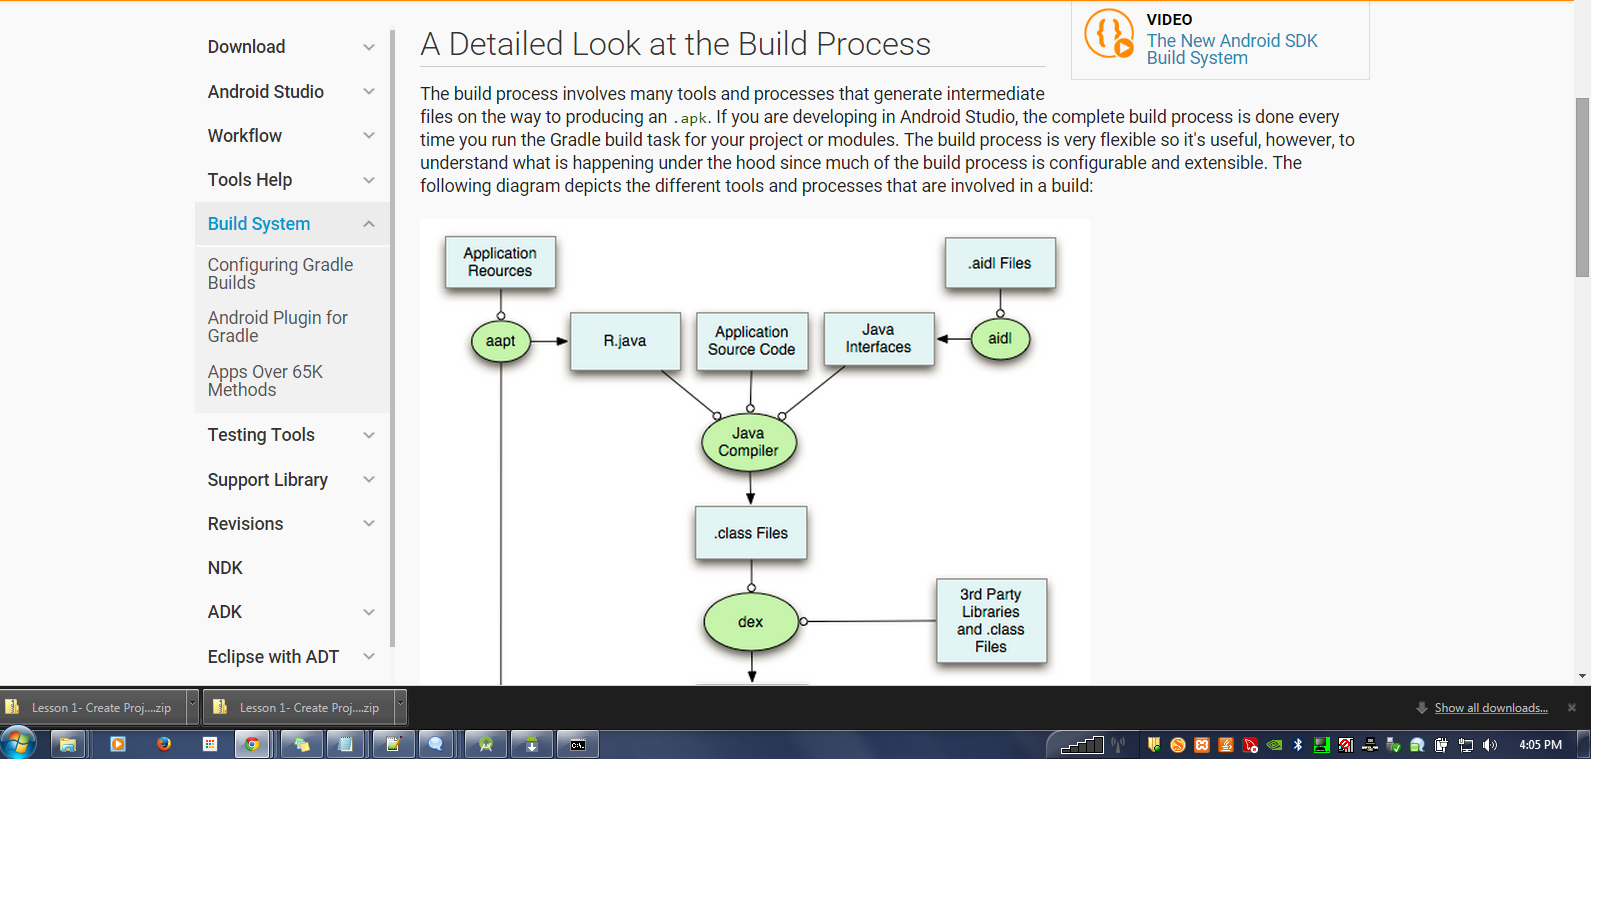 Download
Android Studio
Workflow
Tools Help
Build System
Configuring Gradle
Builds
Android Plugin for
Gradle
Apps Over 65K
Methods
Testing Tools
Support Library
Revisions
NDK
ADK
Eclipse with ADT
A Detailed Look at the Build Process
VIDEO
The New Android SDK
Build System
The build process involves many tools and processes that generate intermediate
files on the way to producing an .apk. If you are developing in Android Studio, the complete build process is done every
time you run the Gradle build task for your project or modules. The build process is very flexible so it's useful, however, to
understand what is happening under the hood since much of the build process is configurable and extensible. The
following diagram depicts the different tools and processes that are involved in a build:
Application
Reources
.aidl Files
aapt
R.java
Application
Source Code
Java
Interfaces
aidl
Java
Compiler
.class Files
dex
3rd Party
Libraries
and .class
Files
Lesson 1- Create Proj....zip
Lesson 1- Create Proj....zip
Show all downloads...
4:05 PM